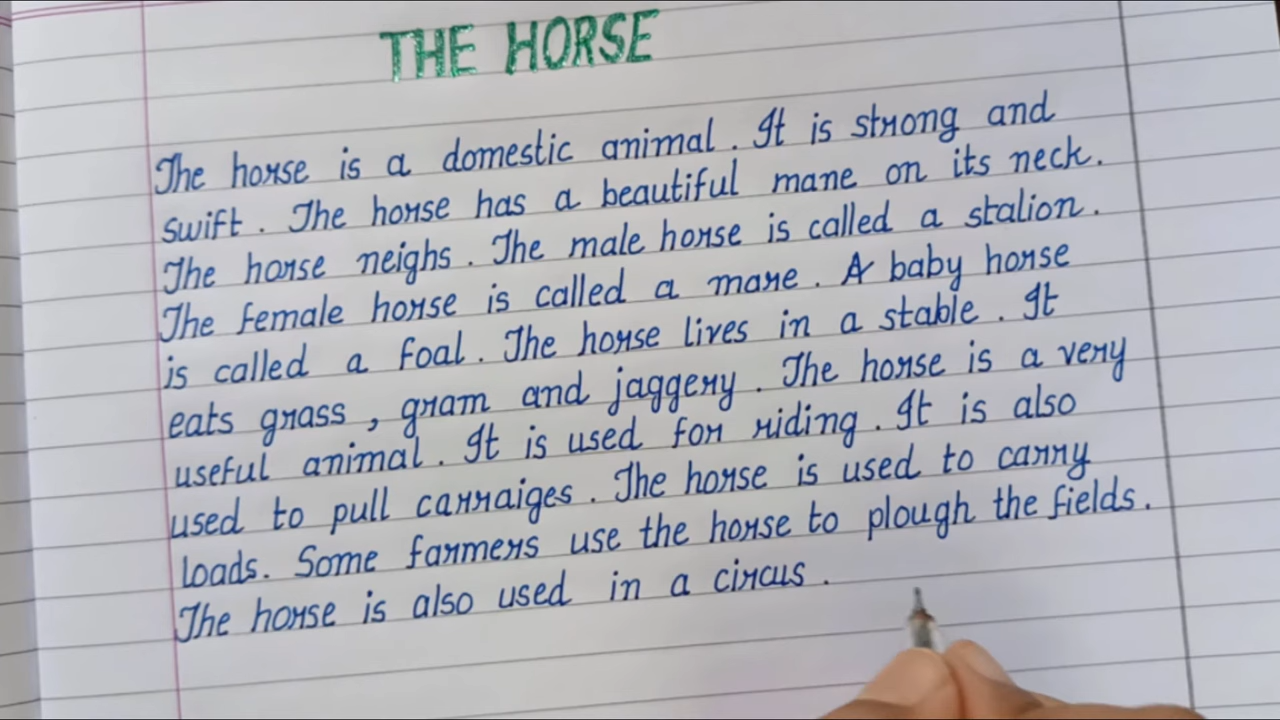 THE HORSE
The horse is a domestic animal. It is strong and
swift. The horse has a beautiful mane on its neck.
The horse neighs. The male horse is called a stalion.
The female horse is called a mare. A baby horse
is called a foal. The horse lives in a stable. It
eats grass, gram and jaggery. The horse is a very
useful animal. It is used for riding. It is also
used to pull carraiges. The horse is used to carry
loads. Some farmers use the horse to plough the fields.
The horse is also used in a circus.